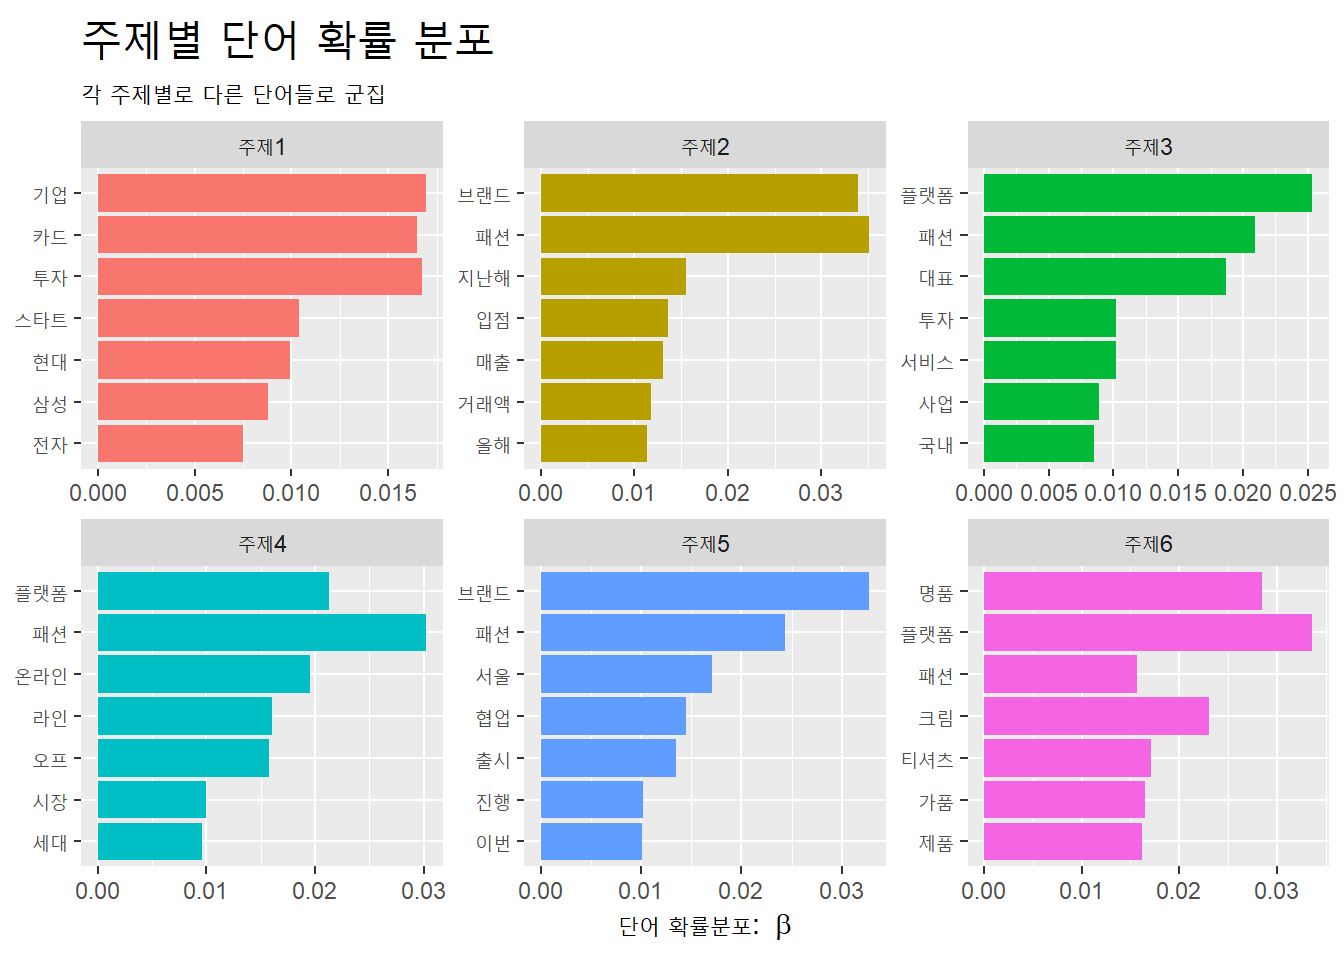 주제별 단어 확률 분포
각 주제별로 다른 단어들로 군집
주제1
기업
카드
투자
스타트
현대
삼성
전자
0.000 0.005 0.010 0.015
주제2
브랜드
패션
지난해
입점
매출
거래액
올해
0.00 0.01 0.02 0.03
주제3
플랫폼
패션
대표
투자
서비스
사업
국내
0.000 0.005 0.010 0.015 0.020 0.025
주제4
플랫폼
패션
온라인
라인
오프
시장
세대
0.00 0.01 0.02 0.03
주제5
브랜드
패션
서울
협업
출시
진행
이번
0.00 0.01 0.02 0.03
주제6
명품
플랫폼
패션
크림
티셔츠
가품
제품
0.00 0.01 0.02 0.03
단어 확률분포: β